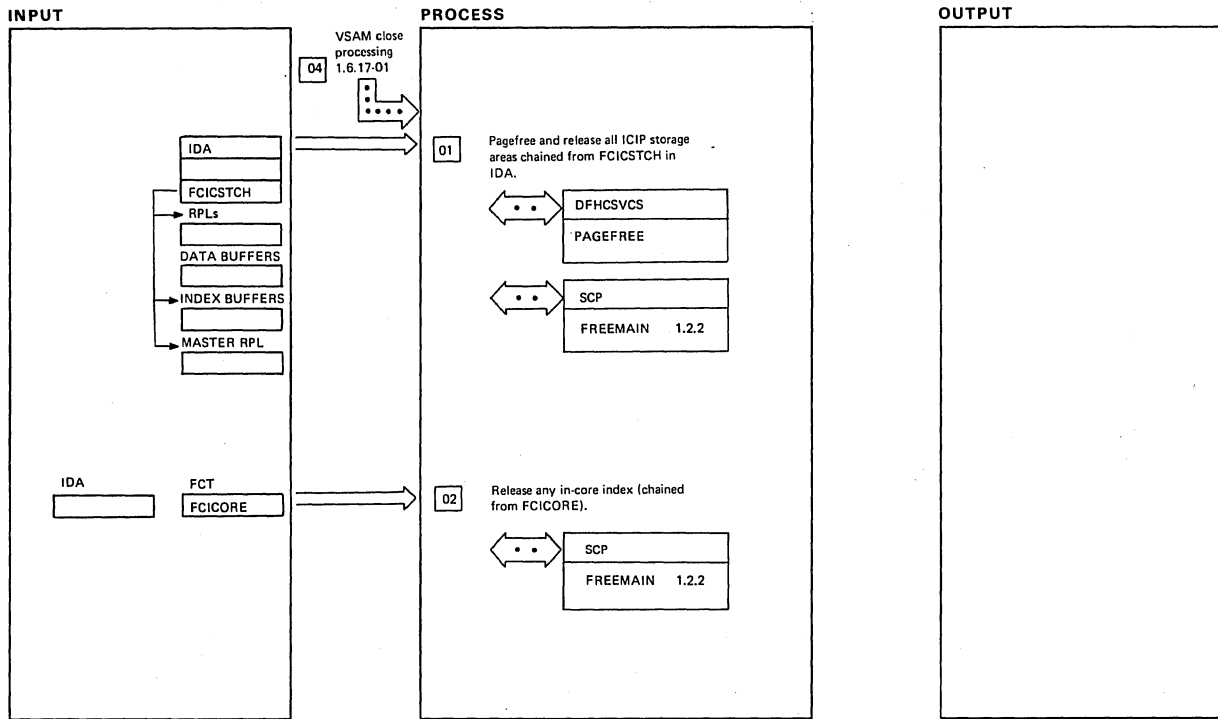 INPUT
PROCESS
OUTPUT
VSAM close
processing
04 1.6.17-01
IDA
FCICSTCH
RPLs
DATA BUFFERS
INDEX BUFFERS
MASTER RPL
01 Pagefree and release all ICIP storage
areas chained from FCICSTCH in
IDA.
DFHCSVCS
PAGEFREE
SCP
FREEMAIN 1.2.2
IDA
FCT
FCICORE
02 Release any in-core index (chained
from FCICORE).
SCP
FREEMAIN 1.2.2